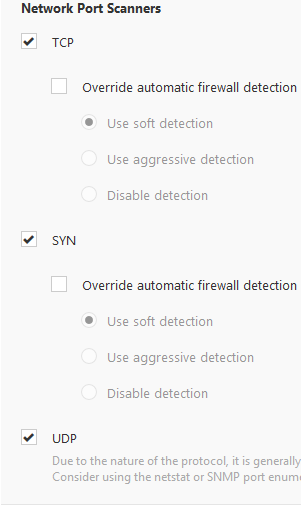 Network Port Scanners
TCP
Override automatic firewall detection
Use soft detection
Use aggressive detection
Disable detection
SYN
Override automatic firewall detection
Use soft detection
Use aggressive detection
Disable detection
UDP
Due to the nature of the protocol, it is generally
Consider using the netstat or SNMP port enum